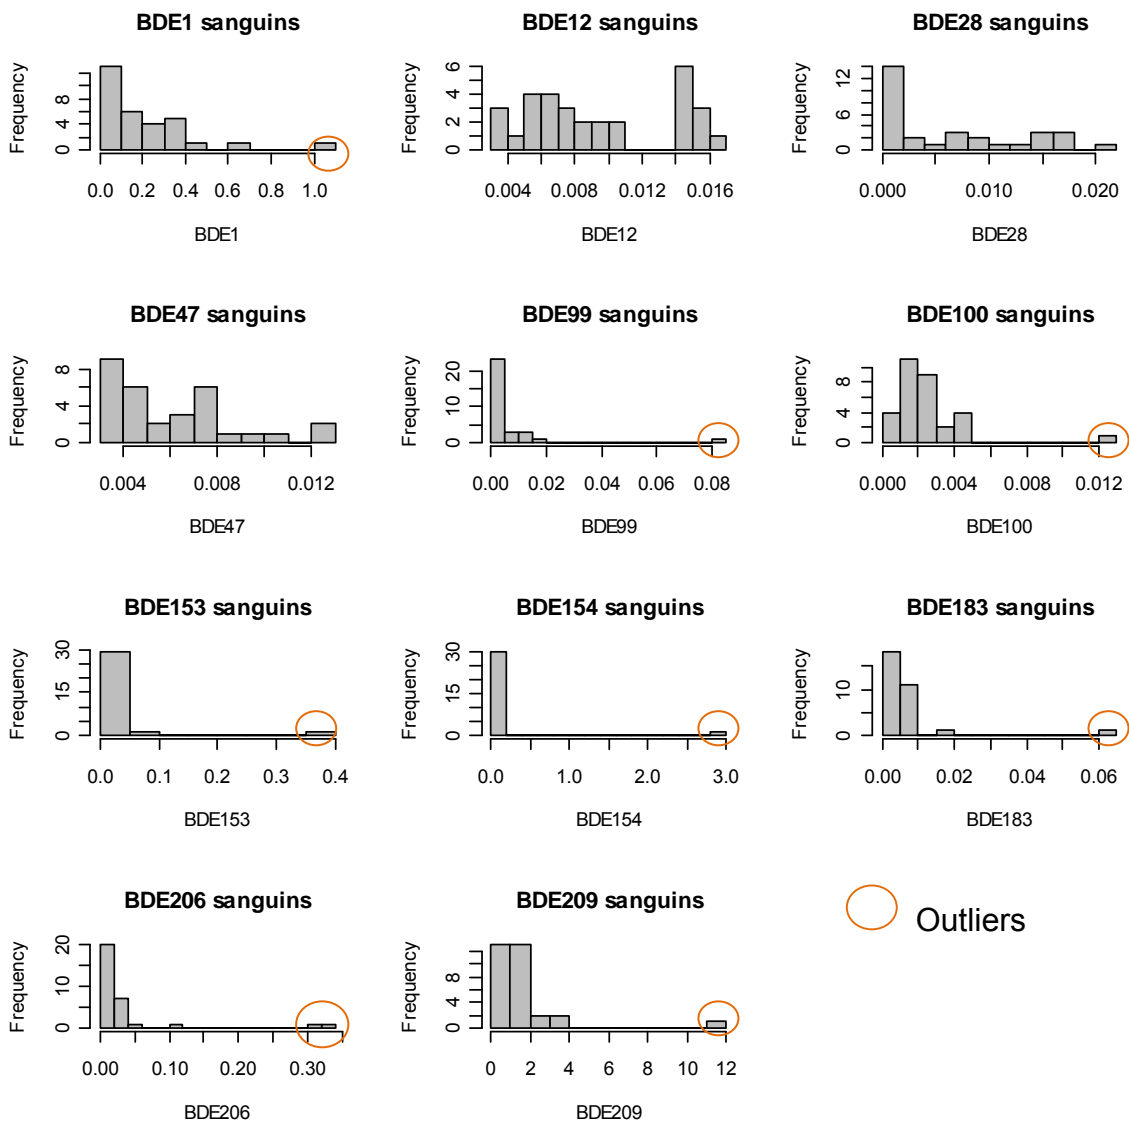 BDE1 sanguins
Frequency
0 4 8
0.0 0.2 0.4 0.6 0.8 1.0
BDE1
BDE12 sanguins
Frequency
0 2 3 4 5 6
0.004 0.008 0.012 0.016
BDE12
BDE28 sanguins
Frequency
0 6 12
0.000 0.010 0.020
BDE28
BDE47 sanguins
Frequency
0 4 8
0.004 0.008 0.012
BDE47
BDE99 sanguins
Frequency
0 10 20
0.00 0.02 0.04 0.06 0.08
BDE99
BDE100 sanguins
Frequency
0 4 8
0.000 0.004 0.008 0.012
BDE100
BDE153 sanguins
Frequency
0 15 30
0.0 0.1 0.2 0.3 0.4
BDE153
BDE154 sanguins
Frequency
0 15 30
0.0 1.0 2.0 3.0
BDE154
BDE183 sanguins
Frequency
0 10
0.00 0.02 0.04 0.06
BDE183
BDE206 sanguins
Frequency
0 10 20
0.00 0.10 0.20 0.30
BDE206
BDE209 sanguins
Frequency
0 4 8
0 2 4 6 8 10 12
BDE209
Outliers